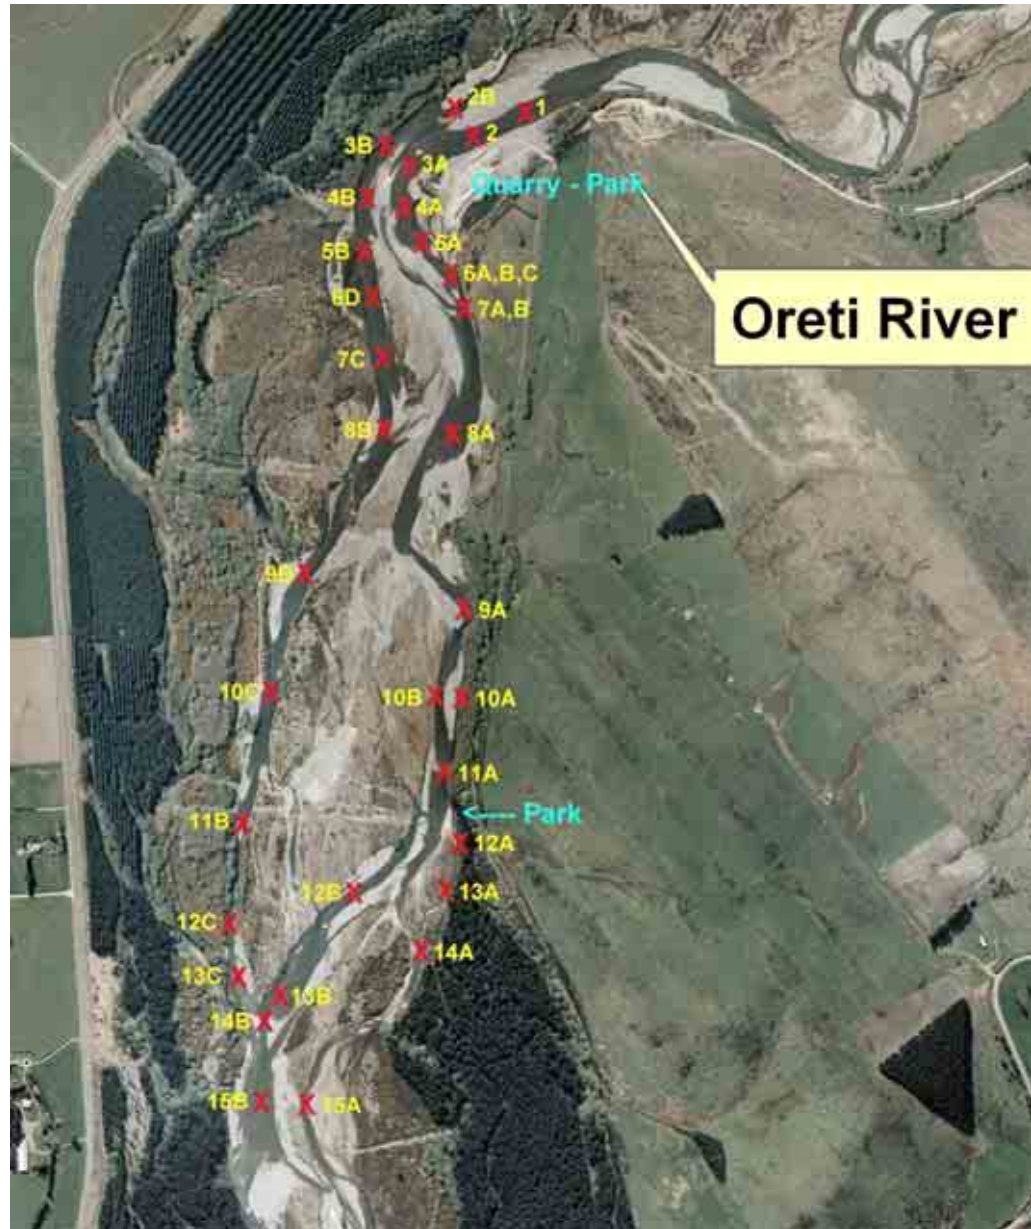 2B
1
2
3B
3A
Quarry - Park
4B
4A
5A
5B
6A,B,C
6D
7A,B
Oreti River
7C
8B
8A
9B
9A
10C
10B
10A
11A
<---- Park
11B
12A
12B
13A
12C
14A
13C
13B
14B
15B
15A